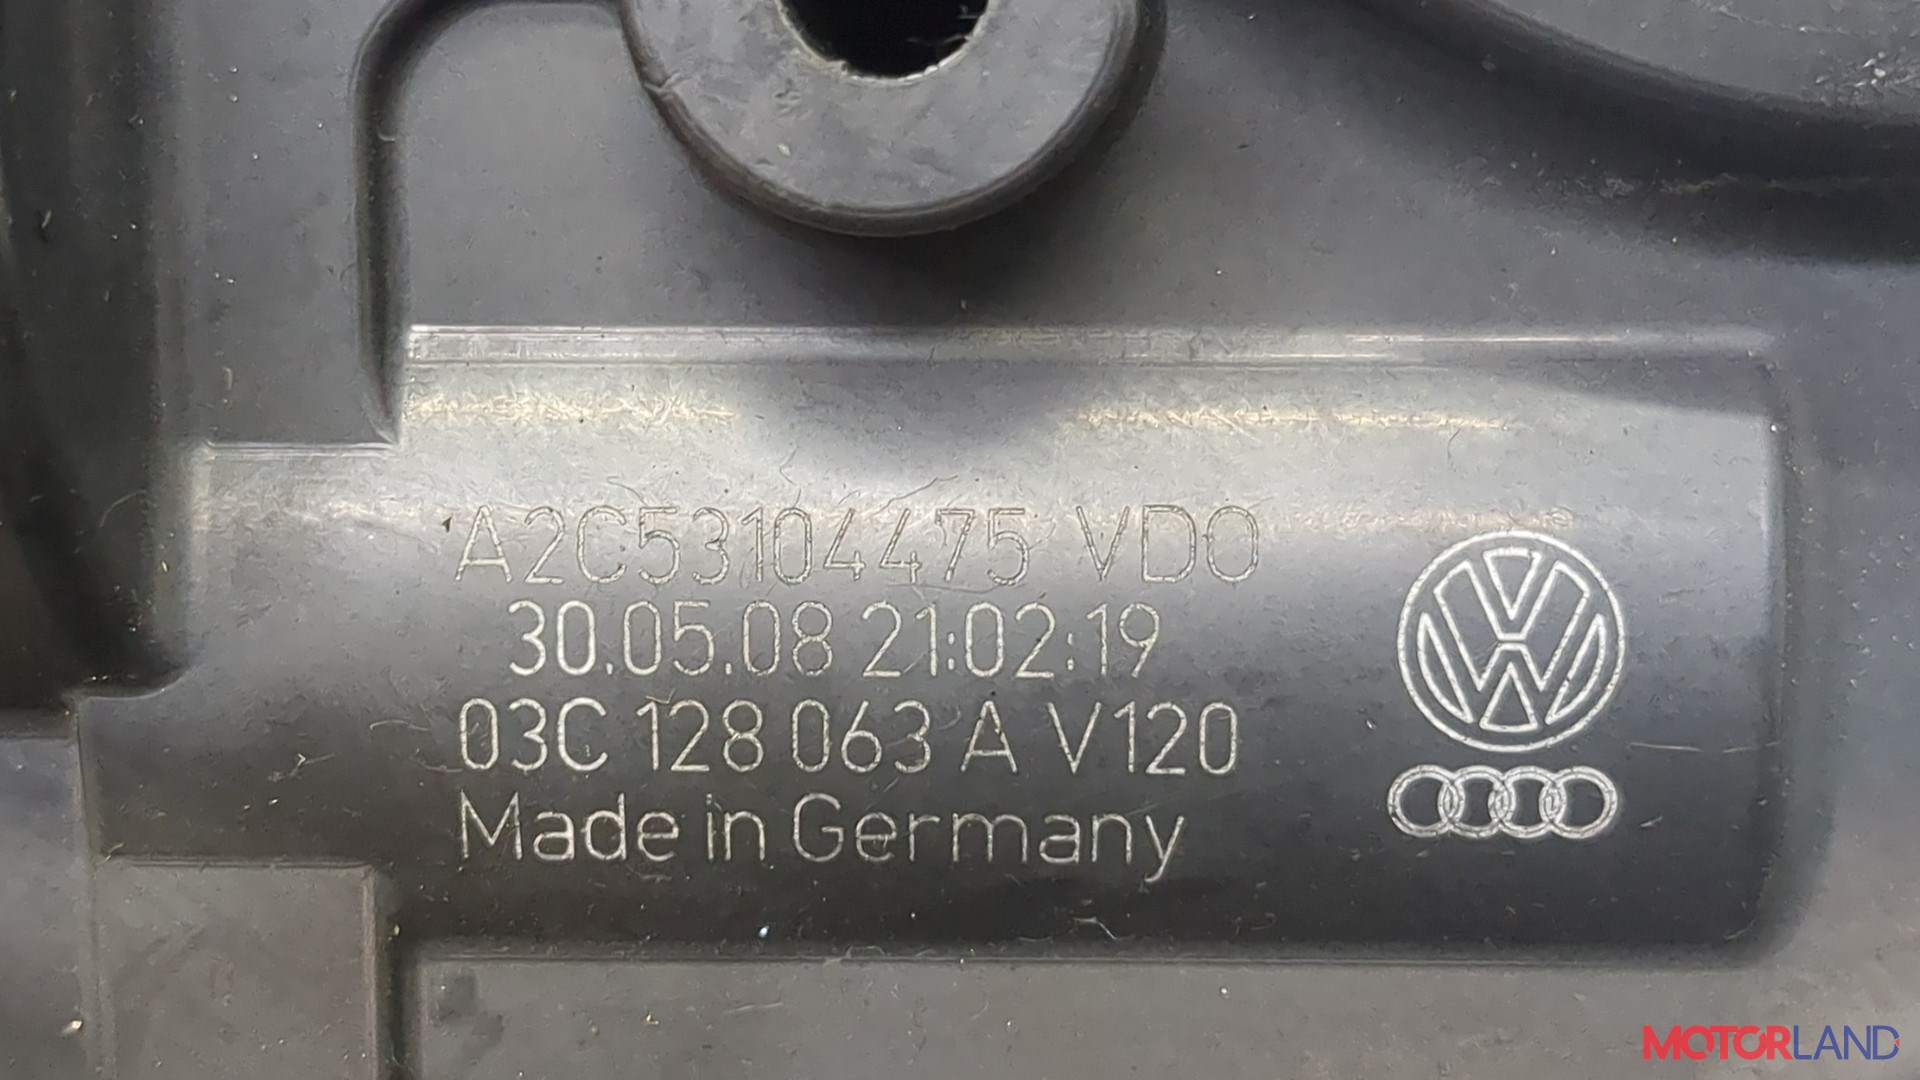 A2C53104475 VDO
30.05.08 21:02:19
03C 128 063 A V120
Made in Germany
MOTORLAND